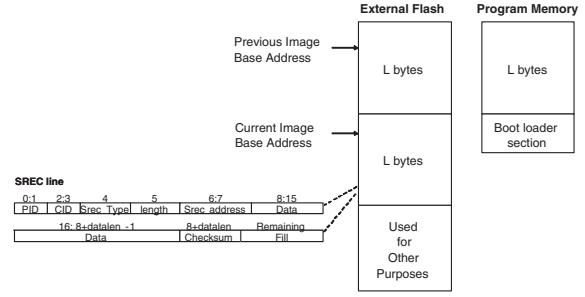 External Flash
Program Memory
Previous Image
Base Address
L bytes
L bytes
Current Image
Base Address
Boot loader
section
L bytes
SREC line
0:1 2:3 4 5 6:7 8:15
PID CID Srec Type length Srec address Data
16: 8+datalen -1 8+datalen Remaining
Data Checksum Fill
Used
for
Other
Purposes